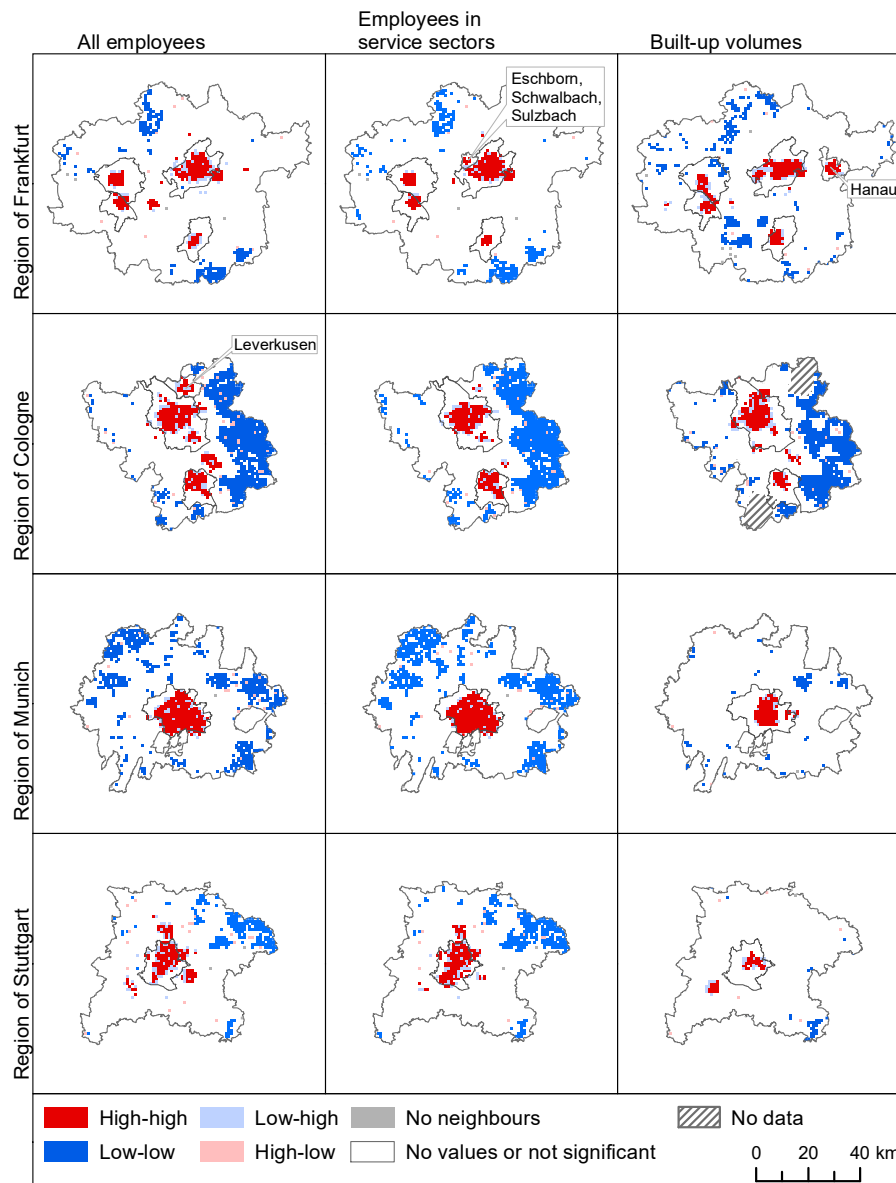 All employees
Employees in
service sectors
Built-up volumes
Region of Frankfurt
Eschborn,
Schwalbach,
Sulzbach
Hanau
Region of Cologne
Leverkusen
Region of Munich
Region of Stuttgart
High-high
Low-high
No neighbours
No data
Low-low
High-low
No values or not significant
0 20 40 km